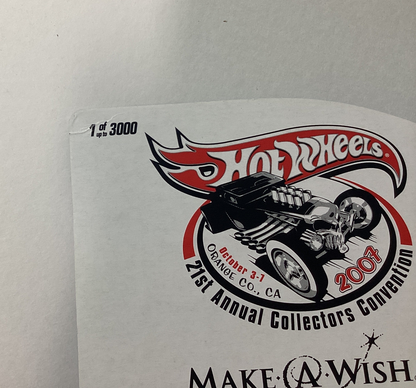 1 of up to 3000
HOT WHEELS®
October 3-7
ORANGE CO., CA
2007
21st Annual Collectors Convention
MAKE·A·WISH